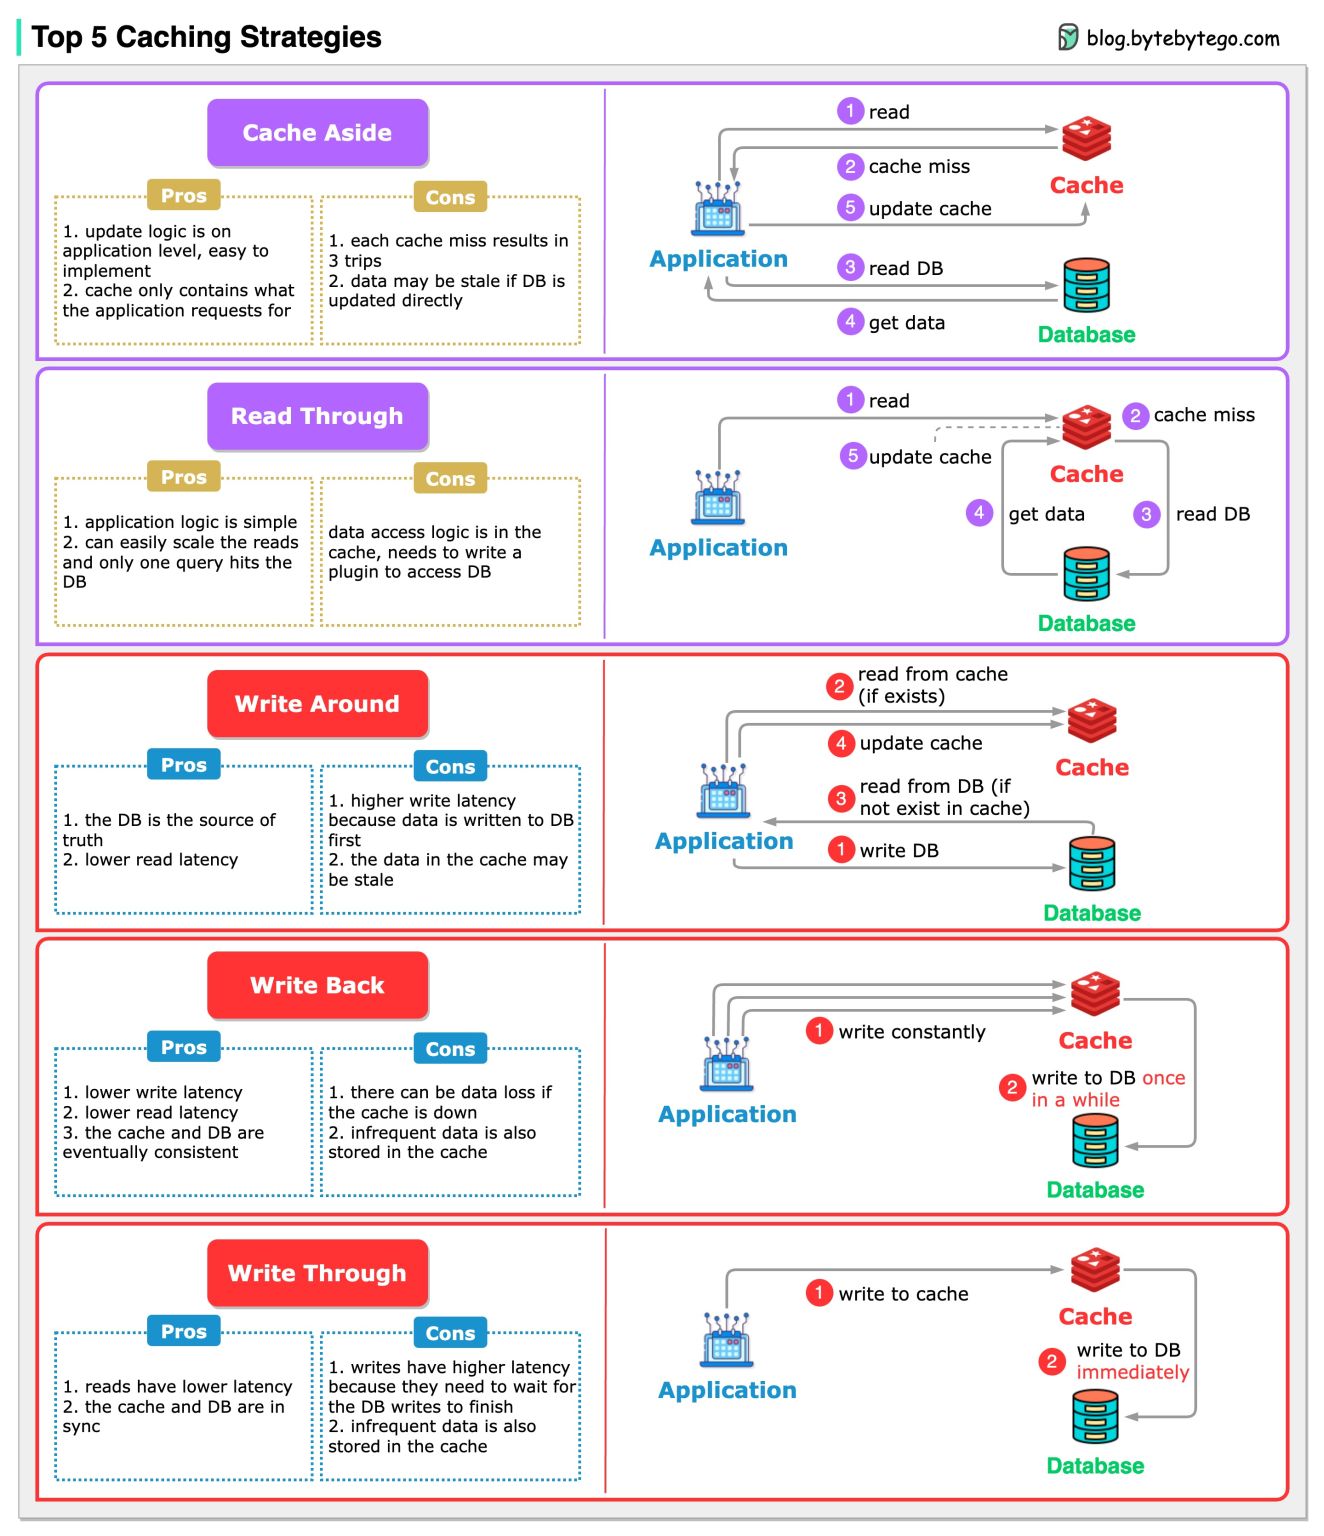 Top 5 Caching Strategies
blog.bytebytego.com
Cache Aside
Pros
1. update logic is on
application level, easy to
implement
2. cache only contains what
the application requests for
Cons
1. each cache miss results in
3 trips
2. data may be stale if DB is
updated directly
1 read
2 cache miss
Cache
5 update cache
Application
3 read DB
4 get data
Database
Read Through
Pros
1. application logic is simple
2. can easily scale the reads
and only one query hits the
DB
Cons
data access logic is in the
cache, needs to write a
plugin to access DB
1 read
2 cache miss
5 update cache
Cache
4 get data
3 read DB
Application
Database
Write Around
Pros
1. the DB is the source of
truth
2. lower read latency
Cons
1. higher write latency
because data is written to DB
first
2. the data in the cache may
be stale
2 read from cache
(if exists)
4 update cache
Cache
3 read from DB (if
not exist in cache)
Application
1 write DB
Database
Write Back
Pros
1. lower write latency
2. lower read latency
3. the cache and DB are
eventually consistent
Cons
1. there can be data loss if
the cache is down
2. infrequent data is also
stored in the cache
1 write constantly
Cache
2 write to DB once
in a while
Application
Database
Write Through
Pros
1. reads have lower latency
2. the cache and DB are in
sync
Cons
1. writes have higher latency
because they need to wait for
the DB writes to finish
2. infrequent data is also
stored in the cache
1 write to cache
Cache
2 write to DB
immediately
Application
Database